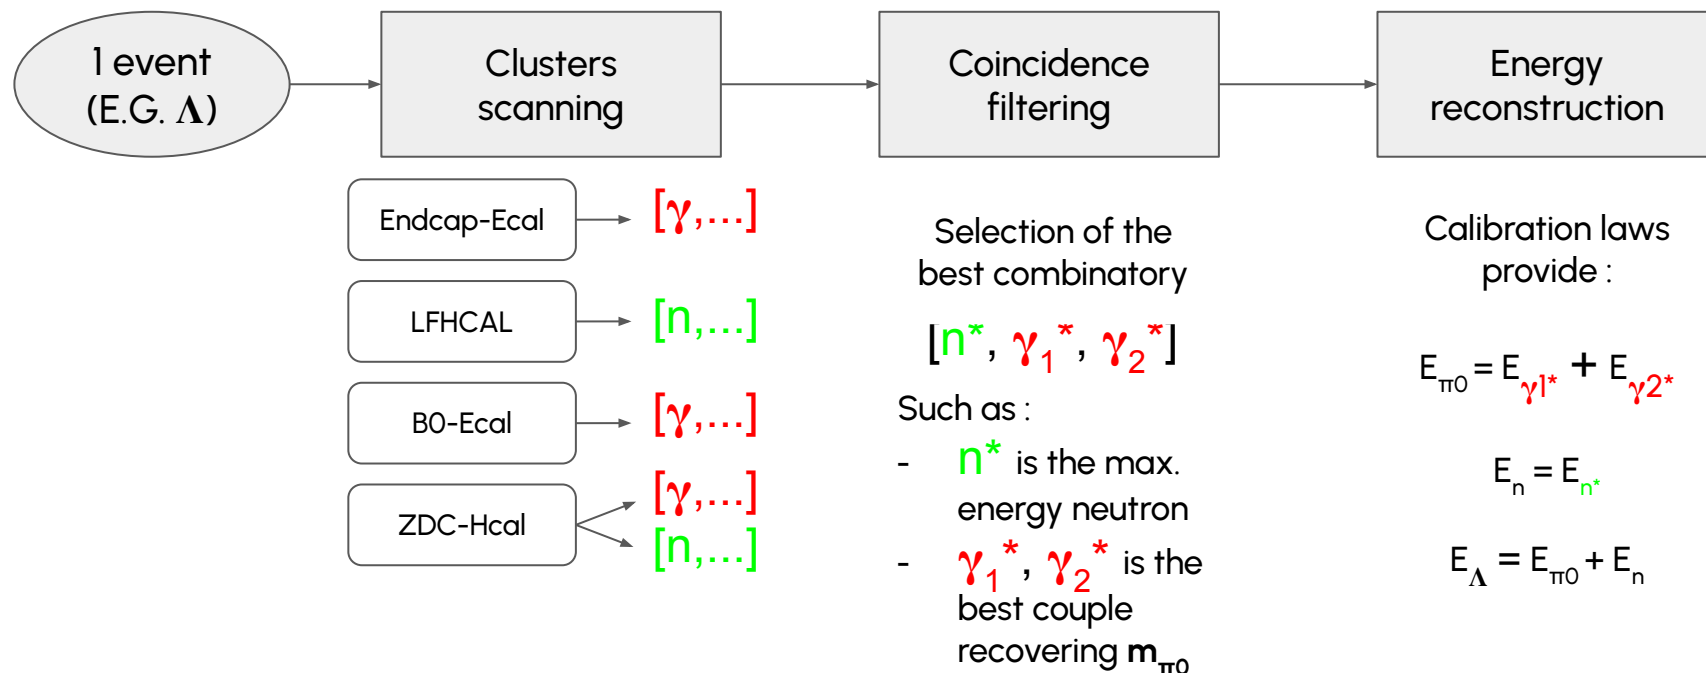 1 event
(E.G. Λ)
Clusters
scanning
Coincidence
filtering
Energy
reconstruction
Endcap-Ecal
[γ,...]
LFHCAL
[n,...]
B0-Ecal
[γ,...]
ZDC-Hcal
[γ,...]
[n,...]
Selection of the
best combinatory
[n*, γ1*, γ2*]
Such as :
- n* is the max.
energy neutron
- γ1*, γ2* is the
best couple
recovering mπ0
Calibration laws
provide :
Eπ0 = Eγ1* + Eγ2*
En = En*
EΛ = Eπ0 + En